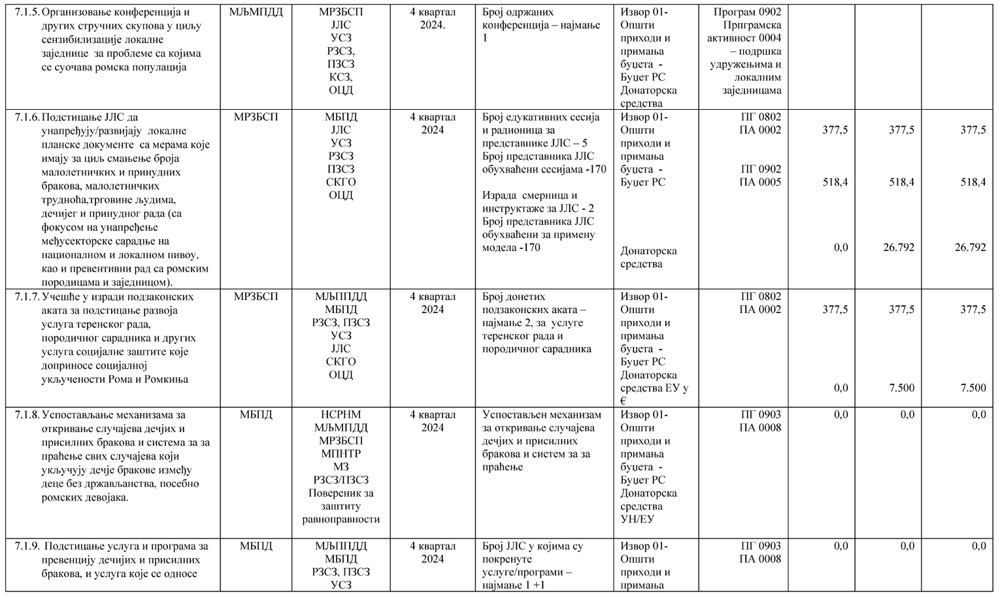 7.1.5. Организовање конференција и
других стручних скупова у циљу
сензибилизације локалне
заједнице за проблеме са којима
се суочава ромска популација
МЉМПДД
МРЗБСП
ЈЛС
УСЗ
РЗСЗ,
ПЗСЗ
КСЗ,
ОЦД
4 квартал
2024.
Број одржаних
конференција – најмање
1
Извор 01-
Општи
приходи и
примања
буџета -
Буџет РС
Донаторска
средства
Програм 0902
Прпграмска
активност 0004
– подршка
удружењима и
локалним
заједницама
7.1.6. Подстицање ЈЛС да
унапређују/развијају локалне
планске документе са мерама које
имају за циљ смањење броја
малолетничких и принудних
бракова, малолетничких
трудноћа,трговине људима,
дечијег и принудног рада (са
фокусом на унапређење
међусекторске сарадње на
националном и локалном нивоу,
као и превентивни рад са ромским
породицама и заједницом).
МРЗБСП
МБПД
ЈЛС
УСЗ
РЗСЗ
ПЗСЗ
СКГО
ОЦД
4 квартал
2024
Број едукативних сесија
и радионица за
представнике ЈЛС – 5
Број представника ЈЛС
обухваћени сесијама -170
Израда смерница и
инструктаже за ЈЛС - 2
Број представника ЈЛС
обухваћени за примену
модела -170
Извор 01-
Општи
приходи и
примања
буџета -
Буџет РС
Донаторска
средства
ПГ 0802
ПА 0002
ПГ 0902
ПА 0005
377,5
518,4
0,0
377,5
518,4
26.792
377,5
518,4
26.792
7.1.7. Учешће у изради подзаконских
аката за подстицање развоја
услуга теренског рада,
породичног сарадника и других
услуга социјалне заштите које
доприносе социјалној
укључености Рома и Ромкиња
МРЗБСП
МЉППДД
МБПД
РЗСЗ, ПЗСЗ
УСЗ
ЈЛС
СКГО
ОЦД
4 квартал
2024
Број донетих
подзаконских аката –
најмање 2, за услуге
теренског рада и
породичног сарадника
Извор 01-
Општи
приходи и
примања
буџета -
Буџет РС
Донаторска
средства ЕУ у
€
ПГ 0802
ПА 0002
377,5
0,0
377,5
7.500
377,5
7.500
7.1.8. Успостављање механизама за
откривање случајева дечјих и
присилних бракова и система за за
праћење свих случајева који
укључују дечје бракове између
деце без држављанства, посебно
ромских девојака.
МБПД
НСРНМ
МЉМПДД
МРЗБСП
МПНТР
МЗ
РЗСЗ/ПЗСЗ
Повереник за
заштиту
равноправности
4 квартал
2024
Успостављен механизам
за откривање случајева
дечјих и присилних
бракова и систем за за
праћење
Извор 01-
Општи
приходи и
примања
буџета -
Буџет РС
Донаторска
средства
УН/ЕУ
ПГ 0903
ПА 0008
0,0
0,0
0,0
7.1.9. Подстицање услуга и програма за
превенцију дечијих и присилних
бракова, и услуга које се односе
МБПД
МЉППДД
МБПД
РЗСЗ, ПЗСЗ
УСЗ
4 квартал
2024
Број ЈЛС у којима су
покренуте
услуге/програми –
најмање 1 +1
Извор 01-
Општи
приходи и
примања
ПГ 0903
ПА 0008
0,0
0,0
0,0